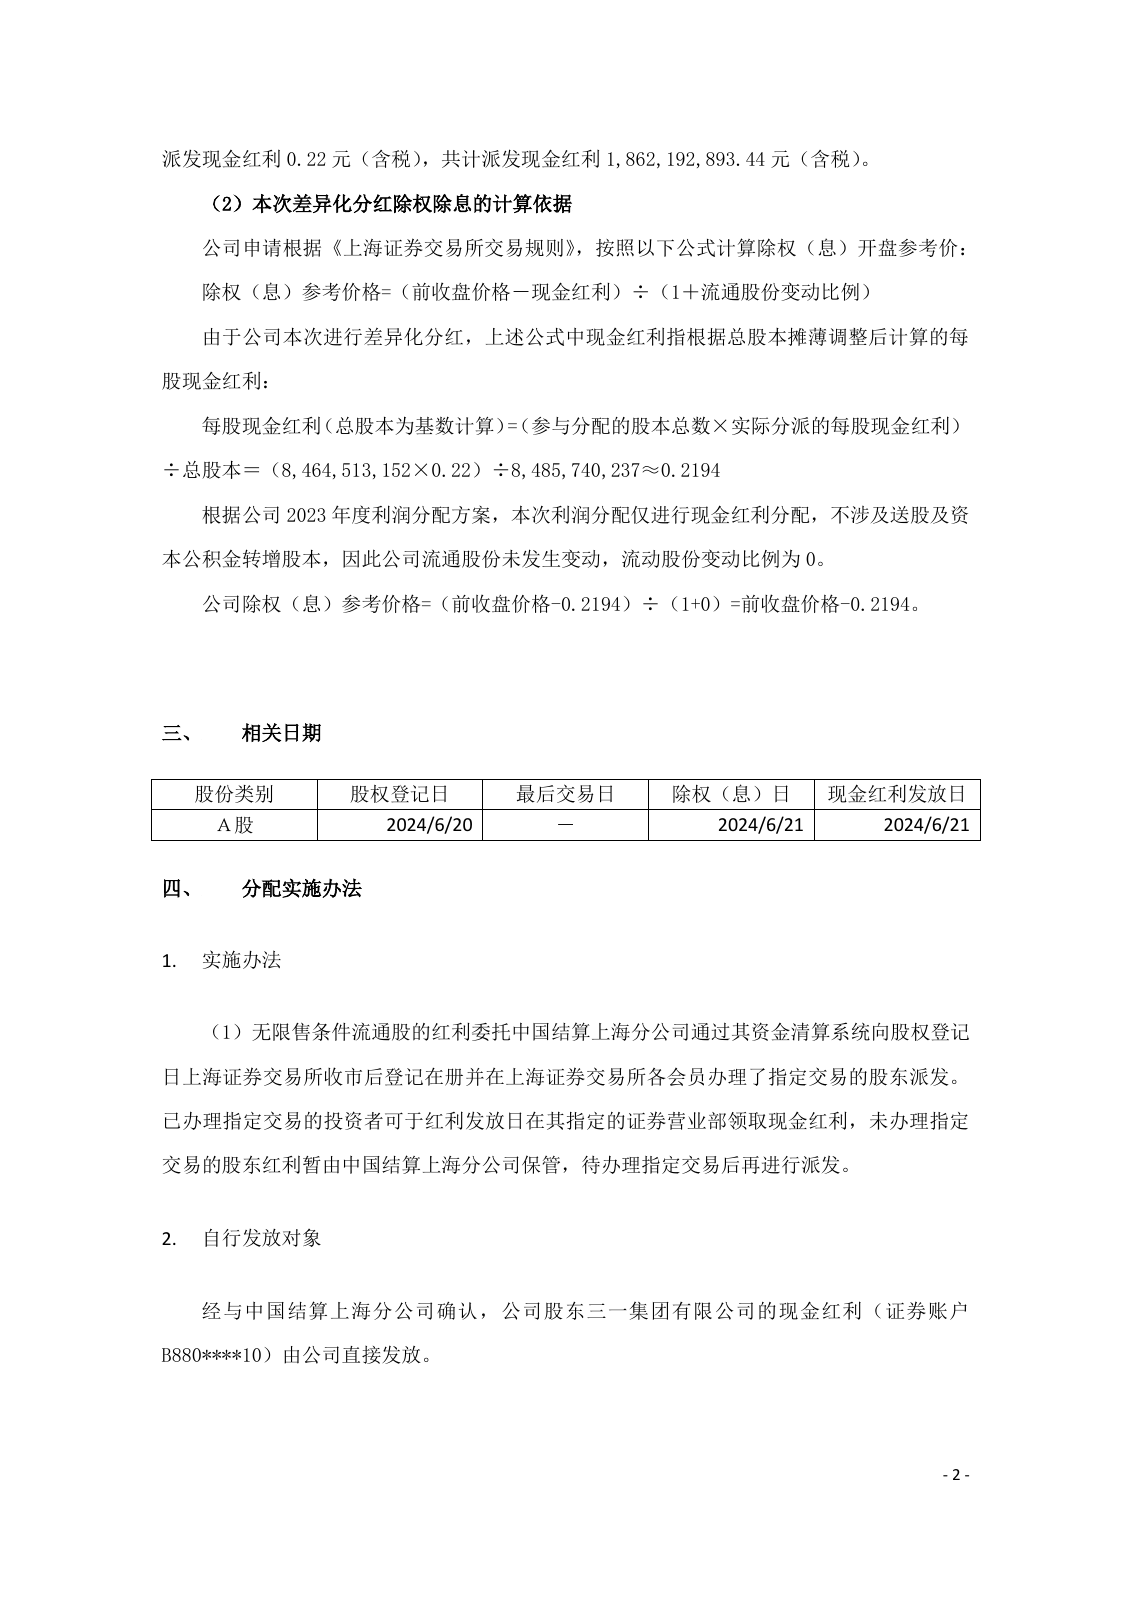 派发现金红利 0.22 元（含税），共计派发现金红利 1,862,192,893.44 元（含税）。
（2）本次差异化分红除权除息的计算依据
公司申请根据《上海证券交易所交易规则》，按照以下公式计算除权（息）开盘参考价：
除权（息）参考价格=（前收盘价格－现金红利）÷（1＋流通股份变动比例）
由于公司本次进行差异化分红，上述公式中现金红利指根据总股本摊薄调整后计算的每
股现金红利：
每股现金红利（总股本为基数计算）=（参与分配的股本总数×实际分派的每股现金红利）
÷总股本＝（8,464,513,152×0.22）÷8,485,740,237≈0.2194
根据公司 2023 年度利润分配方案，本次利润分配仅进行现金红利分配，不涉及送股及资
本公积金转增股本，因此公司流通股份未发生变动，流动股份变动比例为 0。
公司除权（息）参考价格=（前收盘价格-0.2194）÷（1+0）=前收盘价格-0.2194。
三、 相关日期
股份类别 股权登记日 最后交易日 除权（息）日 现金红利发放日
Ａ股 2024/6/20 － 2024/6/21 2024/6/21
四、 分配实施办法
1. 实施办法
（1）无限售条件流通股的红利委托中国结算上海分公司通过其资金清算系统向股权登记
日上海证券交易所收市后登记在册并在上海证券交易所各会员办理了指定交易的股东派发。
已办理指定交易的投资者可于红利发放日在其指定的证券营业部领取现金红利，未办理指定
交易的股东红利暂由中国结算上海分公司保管，待办理指定交易后再进行派发。
2. 自行发放对象
经与中国结算上海分公司确认，公司股东三一集团有限公司的现金红利（证券账户
B880****10）由公司直接发放。
- 2 -